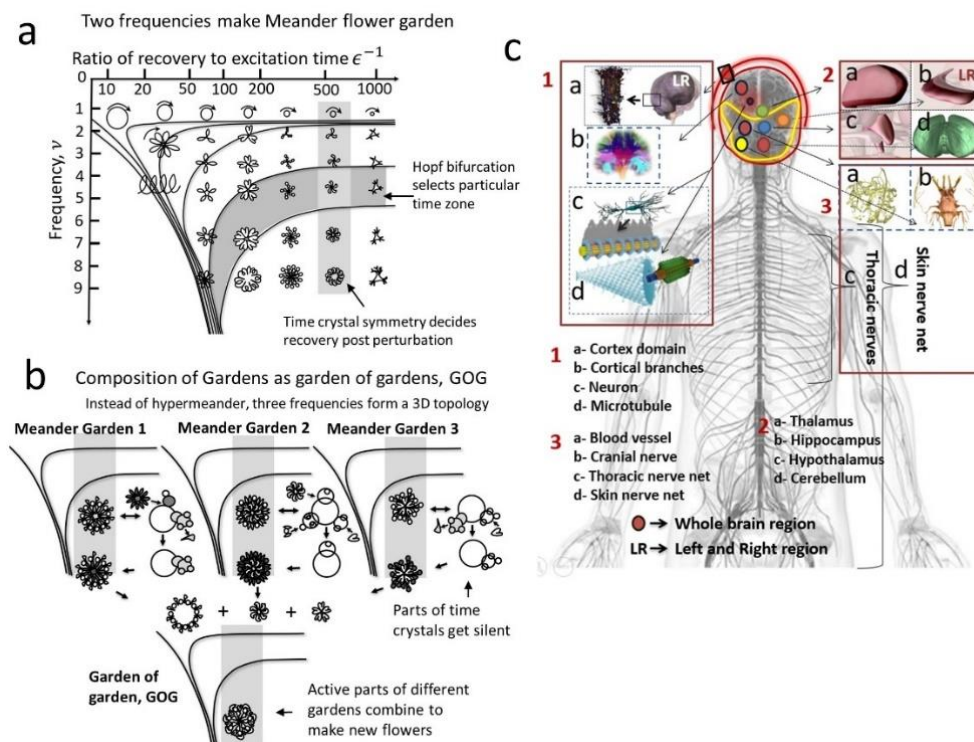 a
Two frequencies make Meander flower garden
Ratio of recovery to excitation time ϵ⁻¹
0 10 50 100 200 500 1000
Frequency, ν
1
2
3
4
5
6
7
8
9
Hopf bifurcation
selects particular
time zone
Time crystal symmetry decides
recovery post perturbation
b
Composition of Gardens as garden of gardens, GOG
Instead of hypermeander, three frequencies form a 3D topology
Meander Garden 1 Meander Garden 2 Meander Garden 3
+ +
Parts of time
crystals get silent
Garden of
garden, GOG
Active parts of different
gardens combine to
make new flowers
c
1
a
LR
b
c
d
2
a
b
LR
c
d
3
a
b
c
Thoracic nerves
d
Skin nerve net
1
a- Cortex domain
b- Cortical branches
c- Neuron
d- Microtubule
3
a- Blood vessel
b- Cranial nerve
c- Thoracic nerve net
d- Skin nerve net
2
a- Thalamus
b- Hippocampus
c- Hypothalamus
d- Cerebellum
→ Whole brain region
LR→ Left and Right region